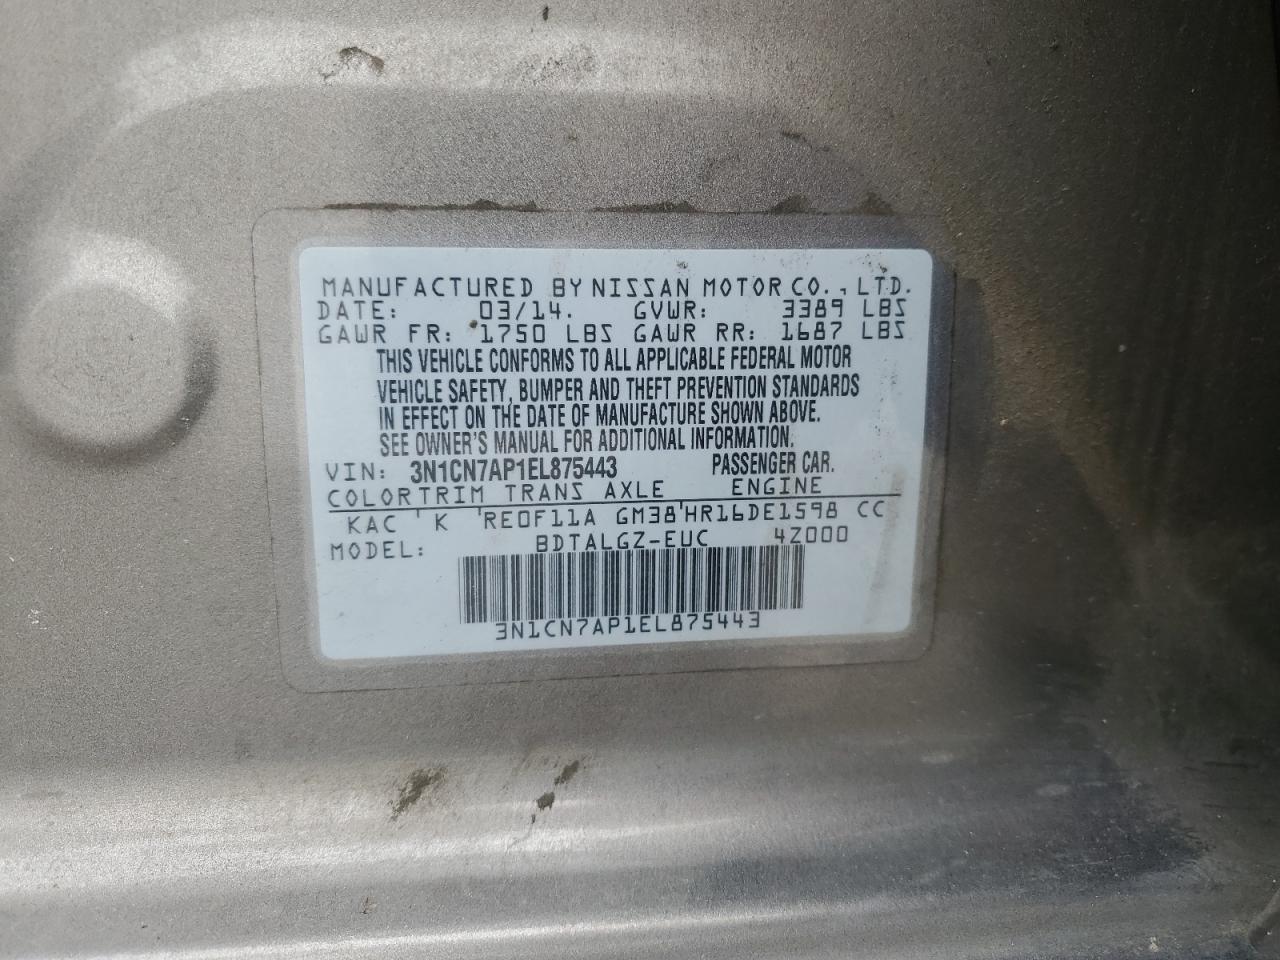 MANUFACTURED BY NISSAN MOTOR CO., LTD.
DATE: 03/14. GVWR: 3389 LBS
GAWR FR: 1750 LBS GAWR RR: 1687 LBS
THIS VEHICLE CONFORMS TO ALL APPLICABLE FEDERAL MOTOR
VEHICLE SAFETY, BUMPER AND THEFT PREVENTION STANDARDS
IN EFFECT ON THE DATE OF MANUFACTURE SHOWN ABOVE.
SEE OWNER'S MANUAL FOR ADDITIONAL INFORMATION.
VIN: 3N1CN7AP1EL875443 PASSENGER CAR.
COLORTRIM TRANS AXLE ENGINE
KAC K RE0F11A GM38 HR16DE1598 CC
MODEL: BDTALGZ-EUC 4Z000
3N1CN7AP1EL875443